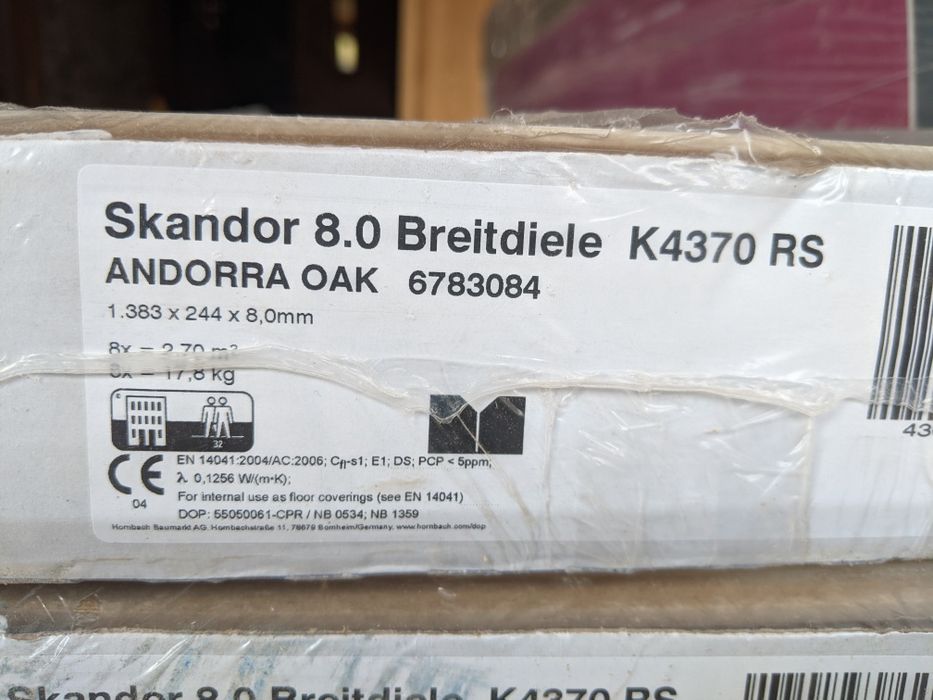 Skandor 8.0 Breitdiele K4370 RS
ANDORRA OAK 6783084
1.383 x 244 x 8,0mm
8x = 2,70 m²
8x = 17,8 kg
C
32
CE EN 14041:2004/AC:2006; Cfl-s1; E1; DS; PCP < 5ppm;
λ 0,1256 W/(m•K);
For internal use as floor coverings (see EN 14041)
04 DOP: 55050061-CPR / NB 0534; NB 1359
Hornbach Baumarkt AG, Hornbachstraße 11, 76879 Bornheim/Germany, www.hornbach.com/dop
Skandor 8.0 Breitdiele K4370 RS